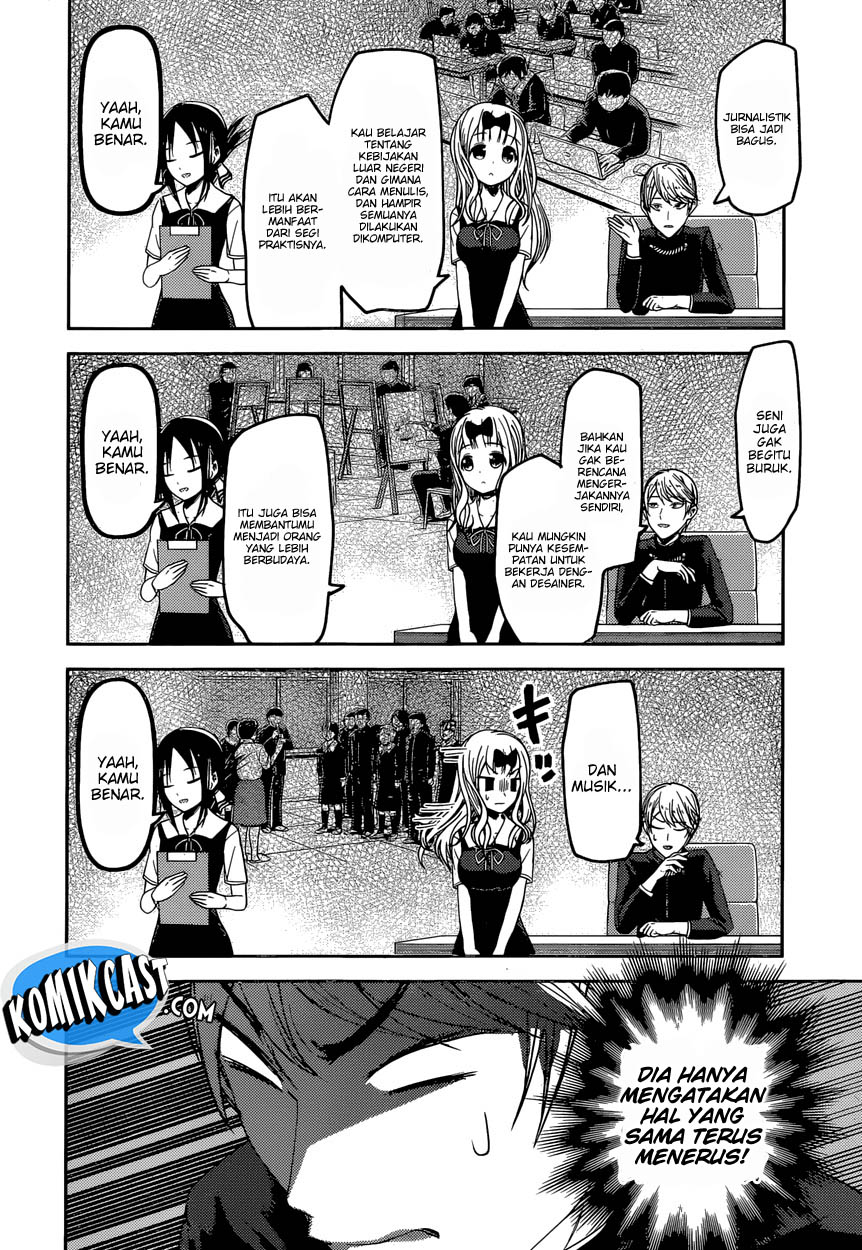 JURNALISTIK
BISA JADI
BAGUS.
KAU BELAJAR
TENTANG
KEBIJAKAN
LUAR NEGERI
DAN GIMANA
CARA MENULIS,
DAN HAMPIR
SEMUANYA
DILAKUKAN
DIKOMPUTER.
ITU AKAN
LEBIH BER-
MANFAAT
DARI SEGI
PRAKTISNYA.
YAAH,
KAMU
BENAR.
SENI
JUGA
GAK
BEGITU
BURUK.
BAHKAN
JIKA KAU
GAK BE-
RENCANA
MENGER-
JAKANNYA
SENDIRI,
KAU MUNGKIN
PUNYA KESEM-
PATAN UNTUK
BEKERJA DENG-
AN DESAINER.
ITU JUGA BISA
MEMBANTUMU
MENJADI ORANG
YANG LEBIH
BERBUDAYA.
YAAH,
KAMU
BENAR.
DAN
MUSIK...
キッ
YAAH,
KAMU
BENAR.
DIA HANYA
MENGATAKAN
HAL YANG
SAMA TERUS
MENERUS!
KOMIKCAST
.COM